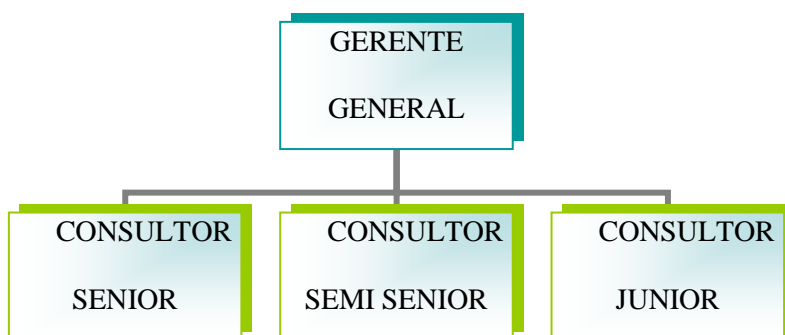 GERENTE
GENERAL
CONSULTOR
SENIOR
CONSULTOR
SEMI SENIOR
CONSULTOR
JUNIOR